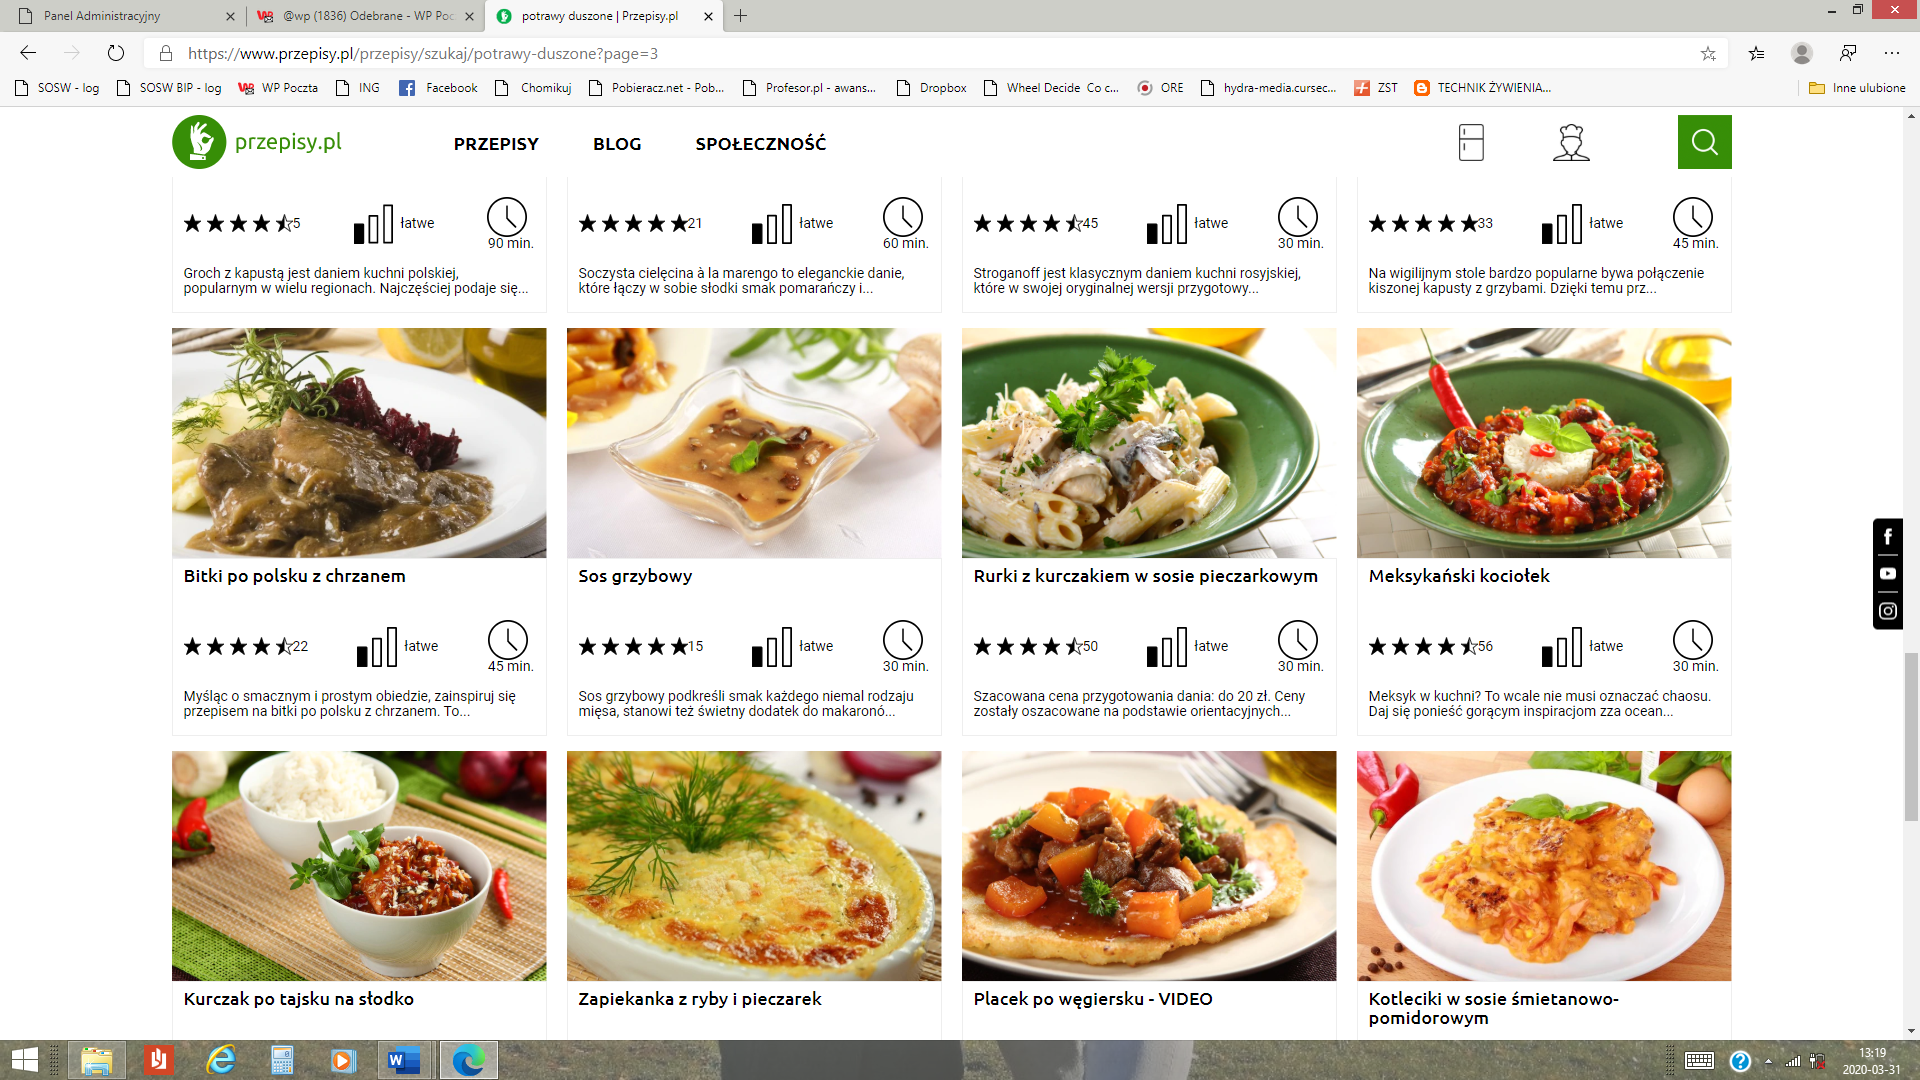 Panel Administracyjny
@wp (1836) Odebrane - WP Poc
potrawy duszone | Przepisy.pl
https://www.przepisy.pl/przepisy/szukaj/potrawy-duszone?page=3
SOSW - log
SOSW BIP - log
WP Poczta
ING
Facebook
Chomikuj
Pobieracz.net - Pob...
Profesor.pl - awans...
Dropbox
Wheel Decide Co c...
ORE
hydra-media.cursec...
ZST
TECHNIK ŻYWIENIA...
Inne ulubione
przepisy.pl
PRZEPISY
BLOG
SPOŁECZNOŚĆ
5
łatwe
90 min.
21
łatwe
60 min.
45
łatwe
30 min.
33
łatwe
45 min.
Groch z kapustą jest daniem kuchni polskiej,
popularnym w wielu regionach. Najczęściej podaje się...
Soczysta cielęcina à la marengo to eleganckie danie,
które łączy w sobie słodki smak pomarańczy i...
Stroganoff jest klasycznym daniem kuchni rosyjskiej,
które w swojej oryginalnej wersji przygotowy...
Na wigilijnym stole bardzo popularne bywa połączenie
kiszonej kapusty z grzybami. Dzięki temu prz...
Bitki po polsku z chrzanem
Sos grzybowy
Rurki z kurczakiem w sosie pieczarkowym
Meksykański kociołek
22
łatwe
45 min.
15
łatwe
30 min.
50
łatwe
30 min.
56
łatwe
30 min.
Myśląc o smacznym i prostym obiedzie, zainspiruj się
przepisem na bitki po polsku z chrzanem. To...
Sos grzybowy podkreśli smak każdego niemal rodzaju
mięsa, stanowi też świetny dodatek do makaronó...
Szacowana cena przygotowania dania: do 20 zł. Ceny
zostały oszacowane na podstawie orientacyjnych...
Meksyk w kuchni? To wcale nie musi oznaczać chaosu.
Daj się ponieść gorącym inspiracjom zza ocean...
Kurczak po tajsku na słodko
Zapiekanka z ryby i pieczarek
Placek po węgiersku - VIDEO
Kotleciki w sosie śmietanowo-
pomidorowym
13:19
2020-03-31